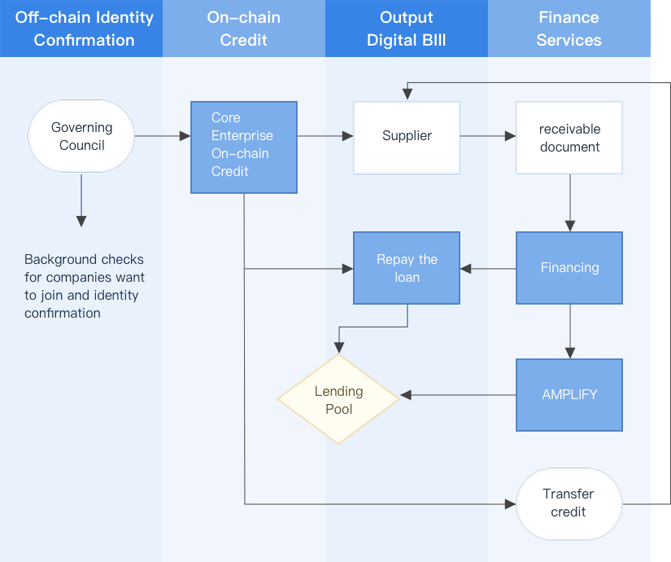 Off-chain Identity
Confirmation
On-chain
Credit
Output
Digital BIll
Finance
Services
Governing
Council
Core
Enterprise
On-chain
Credit
Supplier
receivable
document
Background checks
for companies want
to join and identity
confirmation
Repay the
loan
Financing
Lending
Pool
AMPLIFY
Transfer
credit